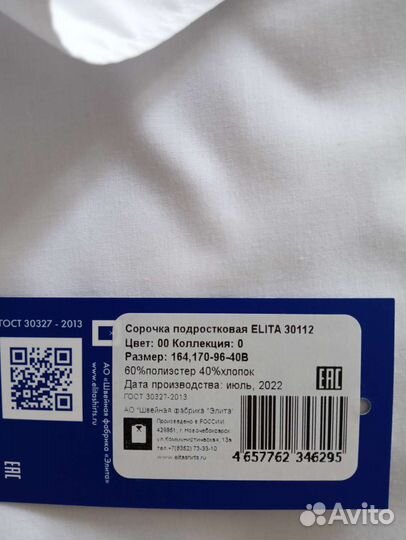 ГОСТ 30327 - 2013
АО «Швейная фабрика «Элита»
www.elitashirts.ru
Сорочка подростковая ELITA 30112
Цвет: 00 Коллекция: 0
Размер: 164,170-96-40В
60%полиэстер 40%хлопок
Дата производства: июль, 2022
ГОСТ 30327-2013
АО "Швейная фабрика "Элита"
Произведено в РОССИИ,
429951, г.Новочебоксарск
ул.Коммунистическая,
тел.+7(8352) 73-33-10
www.elitashirts.ru
EAC
4 657762 346295
EAC
Avito